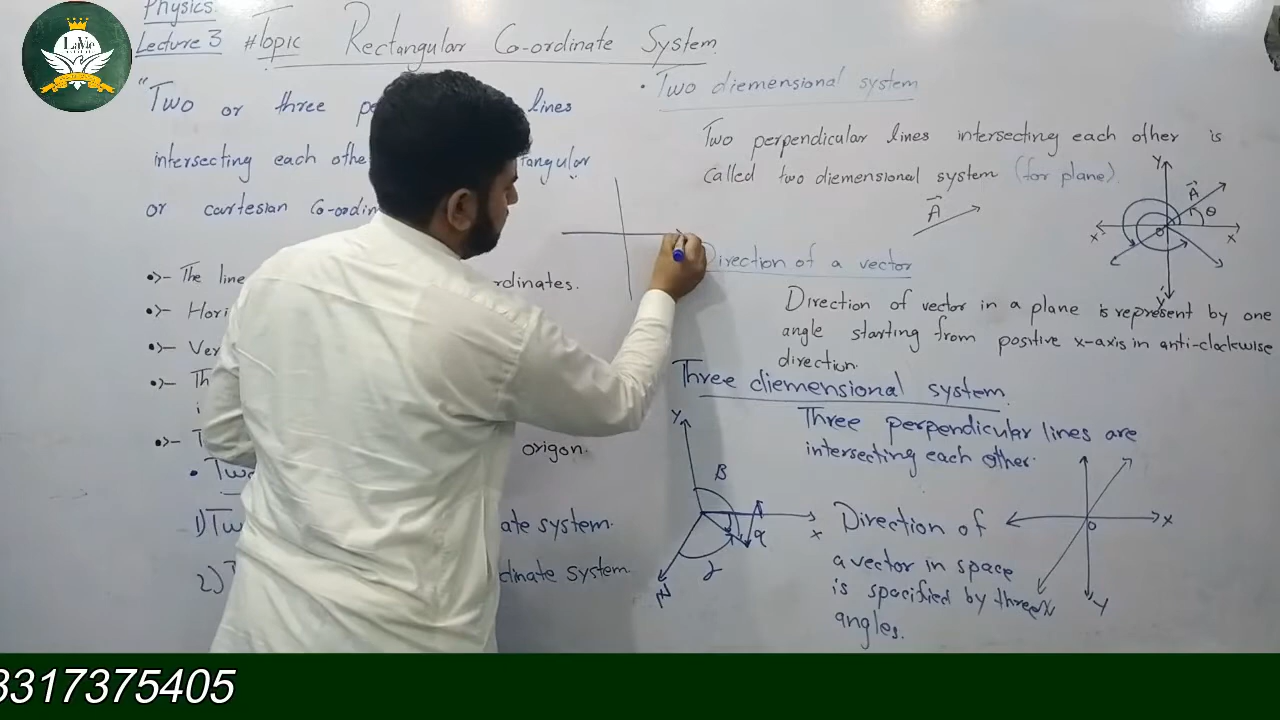 Physics
Lecture 3 #Topic Rectangular Co-ordinate System
"Two or three lines
intersecting each othe
or cartesian Co-ordin
•>- The line rdinates.
•>- Hori
•>- Ver
•>- Th
•>- T origon.
• Tw
1) Tw ate system.
2) dinate system.
• Two diemensional system
Two perpendicular lines intersecting each other is
called two diemensional system (for plane).
A
Y
A
θ
X
X
Y
Direction of a vector
Direction of vector in a plane is represent by one
angle starting from positive x-axis in anti-clockwise
direction.
Three diemensional system.
Three perpendicular lines are
intersecting each other.
Y
B
X
α
Direction of
a vector in space
is spacified by three
angles.
X
o
Y
LaVie
3317375405